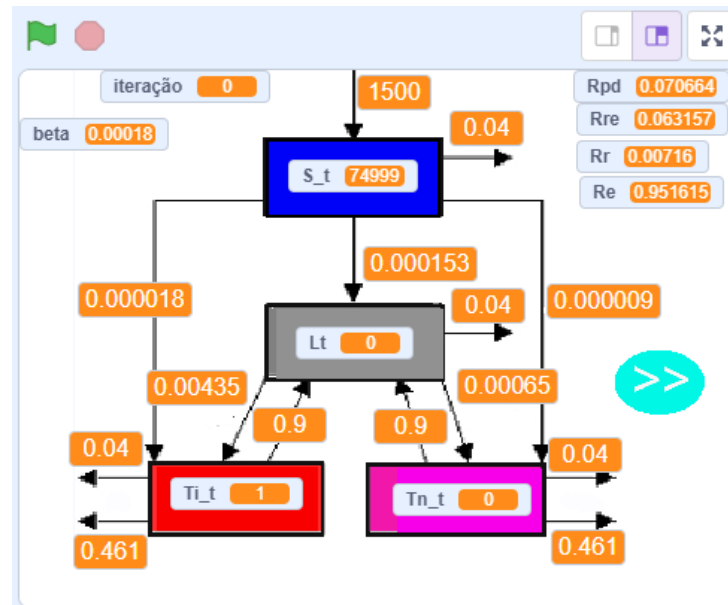 iteração 0
1500
Rpd 0.070664
beta 0.00018
0.04
Rre 0.063157
Rr 0.00716
S_t 74999
Re 0.951615
0.000153
0.000018
0.04
0.000009
Lt 0
0.00435
0.00065
>>
0.9
0.9
0.04
0.04
Ti_t 1
Tn_t 0
0.461
0.461